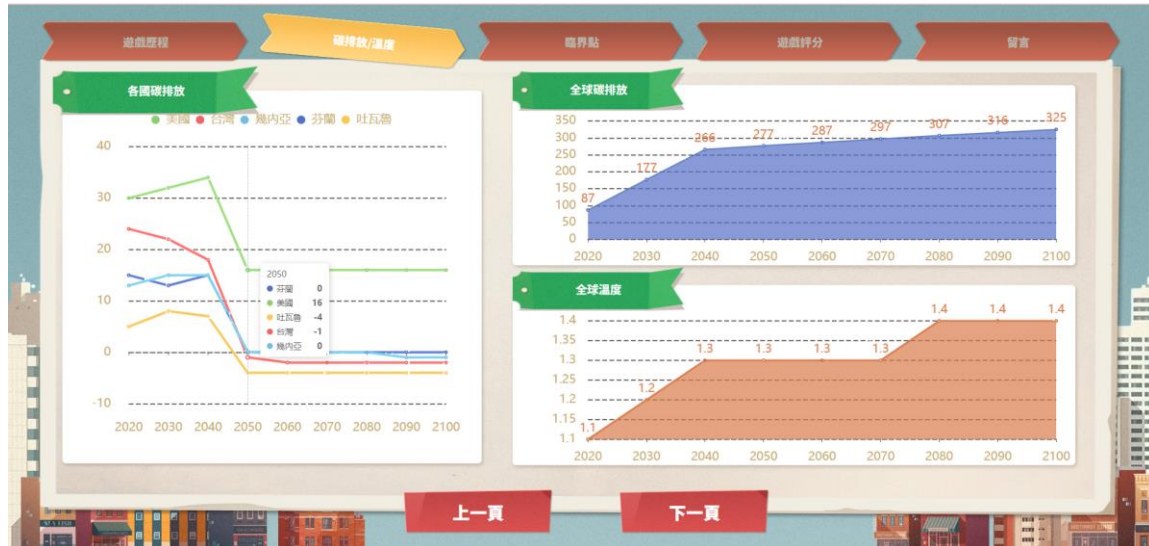 遊戲歷程
碳排放/溫度
臨界點
遊戲評分
留言
各國碳排放
美國 台灣 幾內亞 芬蘭 吐瓦魯
40
30
20
10
0
-10
2020 2030 2040 2050 2060 2070 2080 2090 2100
2050
芬蘭 0
美國 16
吐瓦魯 -4
台灣 -1
幾內亞 0
全球碳排放
350
300
250
200
150
100
50
0
87 177 266 277 287 297 307 316 325
2020 2030 2040 2050 2060 2070 2080 2090 2100
全球溫度
1.4
1.35
1.3
1.25
1.2
1.15
1.1
1.1 1.2 1.3 1.3 1.3 1.3 1.4 1.4 1.4
2020 2030 2040 2050 2060 2070 2080 2090 2100
上一頁
下一頁